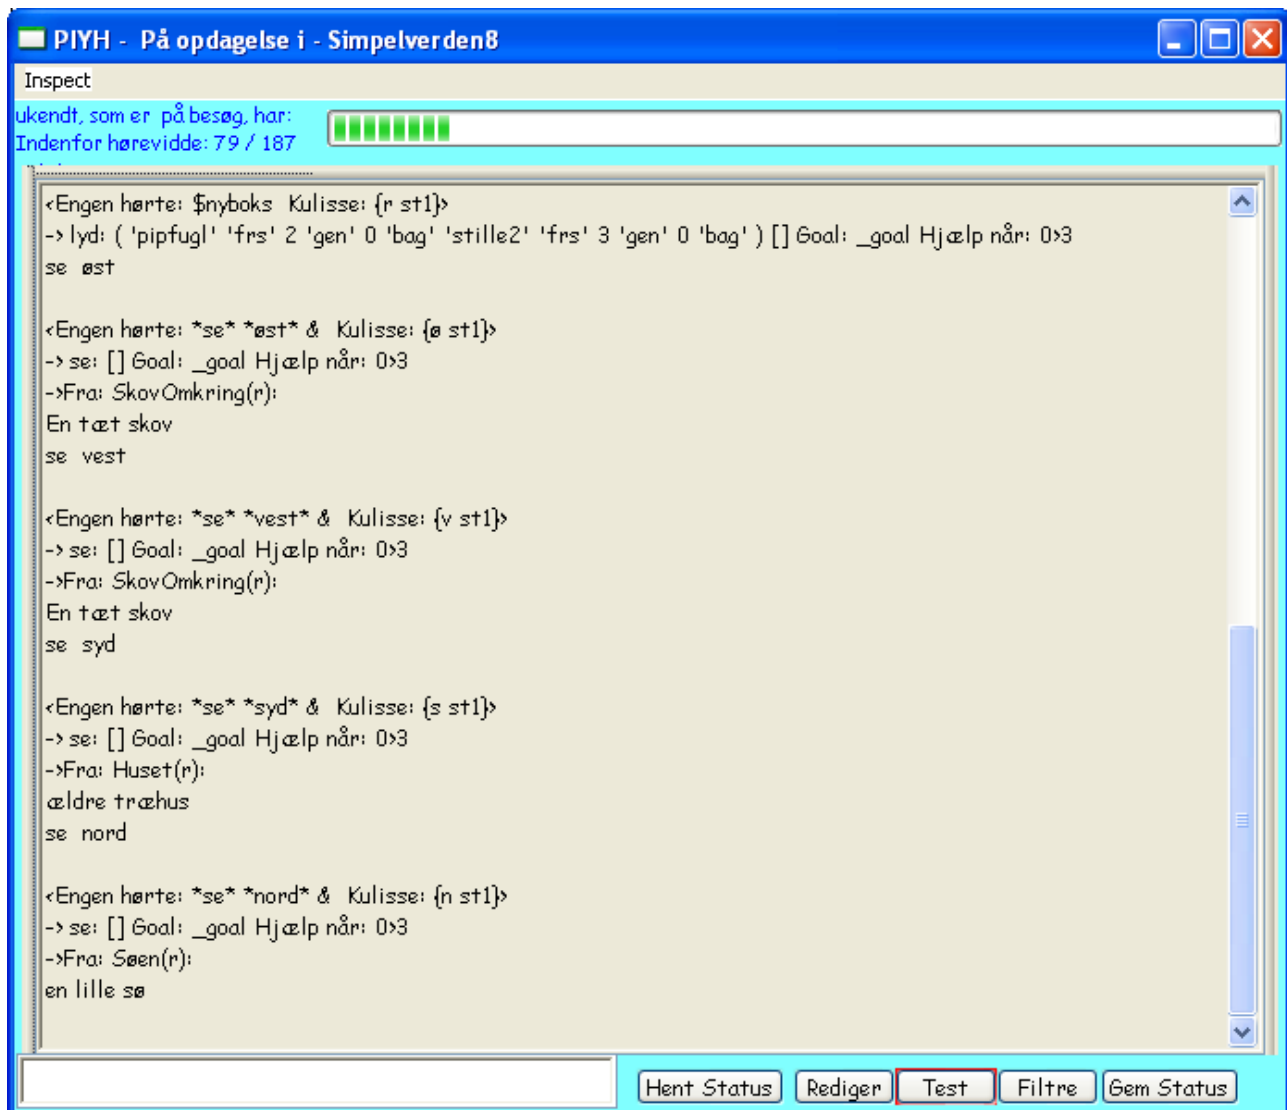 PIYH - På opdagelse i - Simpelverden8
Inspect
ukendt, som er på besøg, har:
Indenfor hørevidde: 79 / 187
<Engen hørte: $nyboks Kulisse: {r st1}>
-> lyd: ( 'pipfugl' 'frs' 2 'gen' 0 'bag' 'stille2' 'frs' 3 'gen' 0 'bag' ) [] Goal: _goal Hjælp når: 0>3
se øst
<Engen hørte: *se* *øst* & Kulisse: {ø st1}>
-> se: [] Goal: _goal Hjælp når: 0>3
->Fra: SkovOmkring(r):
En tæt skov
se vest
<Engen hørte: *se* *vest* & Kulisse: {v st1}>
-> se: [] Goal: _goal Hjælp når: 0>3
->Fra: SkovOmkring(r):
En tæt skov
se syd
<Engen hørte: *se* *syd* & Kulisse: {s st1}>
-> se: [] Goal: _goal Hjælp når: 0>3
->Fra: Huset(r):
ældre træhus
se nord
<Engen hørte: *se* *nord* & Kulisse: {n st1}>
-> se: [] Goal: _goal Hjælp når: 0>3
->Fra: Søen(r):
en lille sø
Hent Status Rediger Test Filtre Gem Status